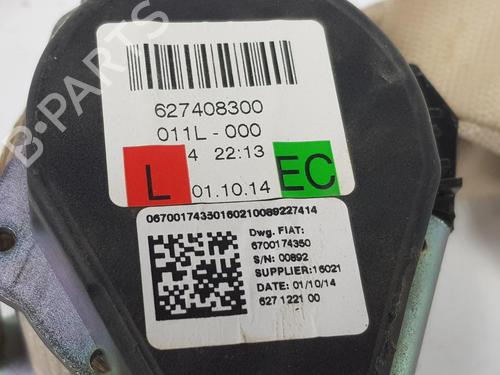 B-PARTS
627408300
011L-000
4 22:13
L 01.10.14 EC
06700174350160210089227414
Dwg. FIAT:
6700174350
S/N: 00892
SUPPLIER:16021
DATE: 01/10/14
627 1221 00